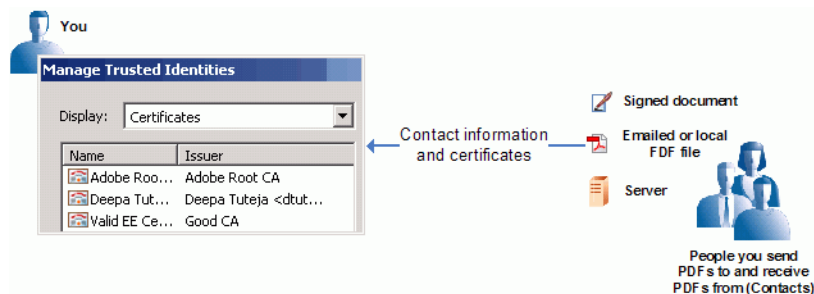 You
Manage Trusted Identities
Display: Certificates
Name Issuer
Adobe Roo... Adobe Root CA
Deepa Tut... Deepa Tuteja <dtut...
Valid EE Ce... Good CA
Contact information
and certificates
Signed document
Emailed or local
FDF file
Server
People you send
PDFs to and receive
PDFs from (Contacts)